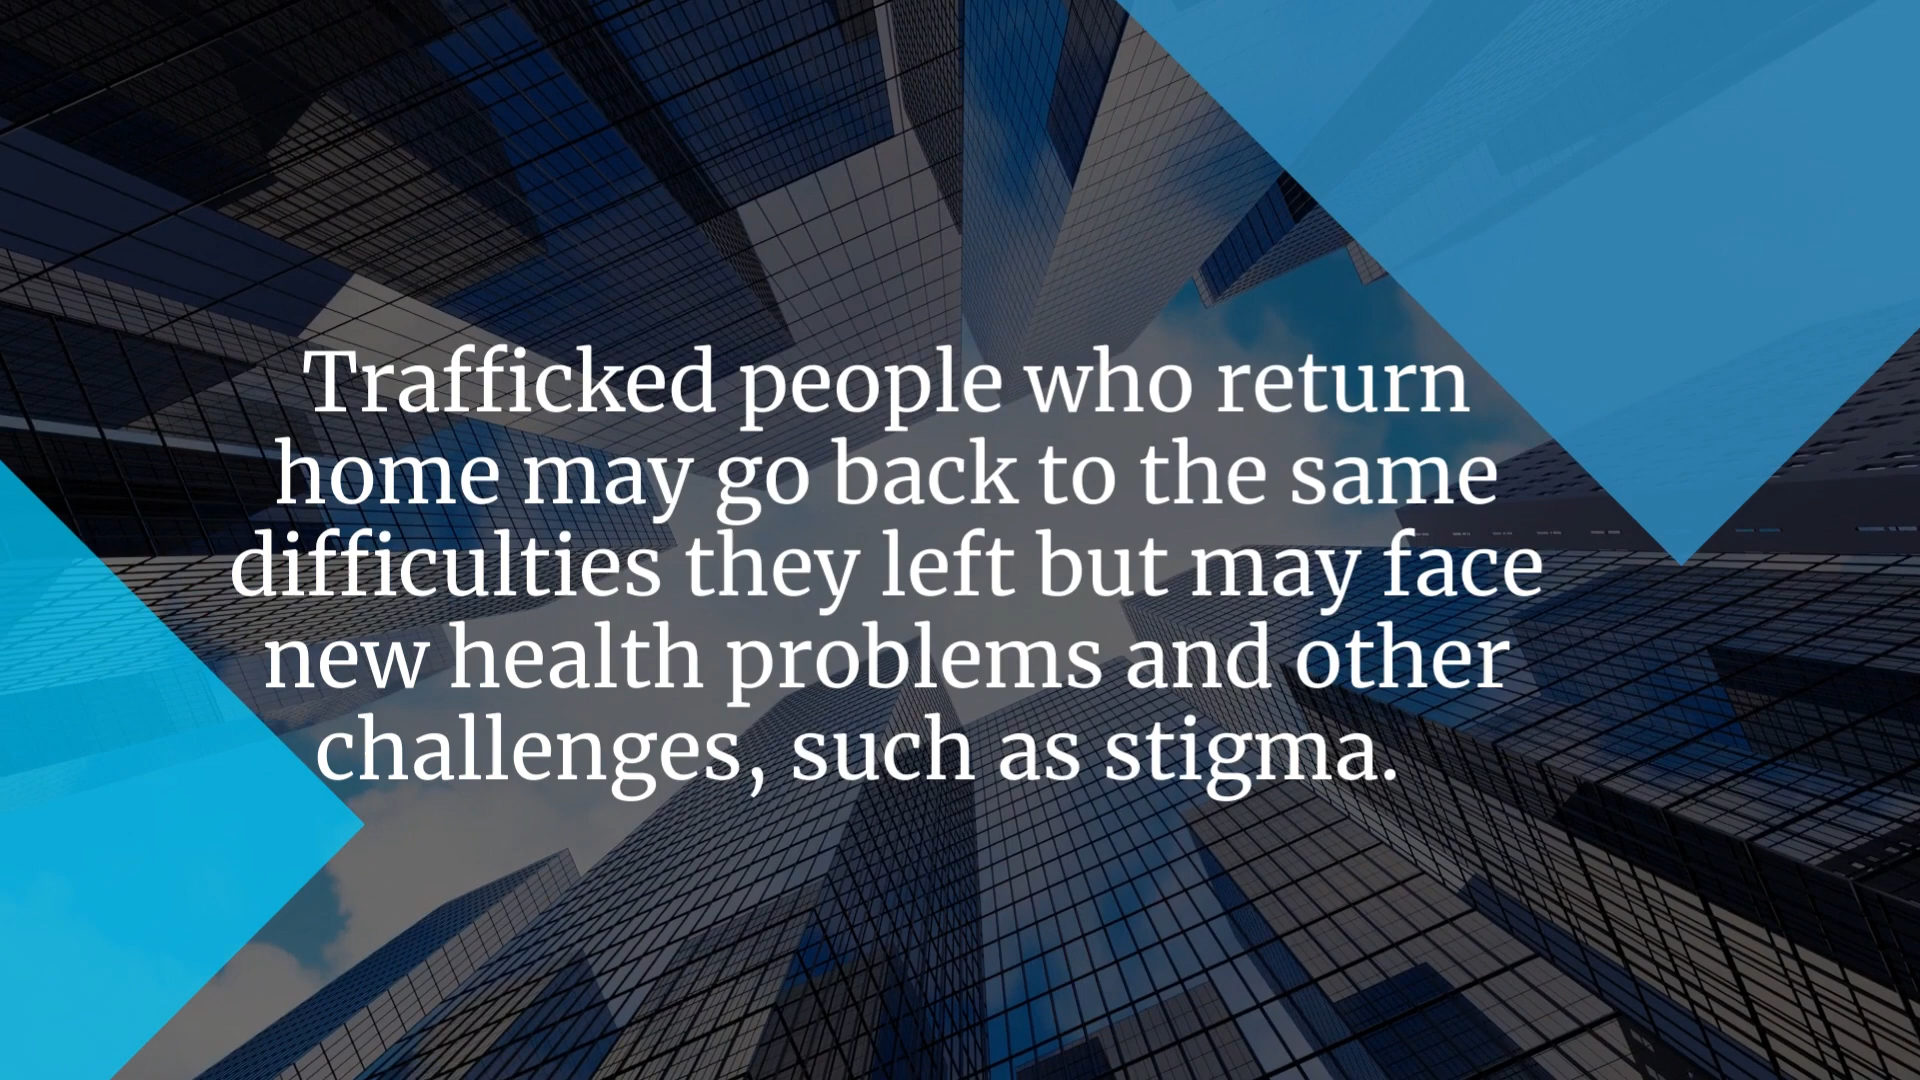 Trafficked people who return
home may go back to the same
difficulties they left but may face
new health problems and other
challenges, such as stigma.